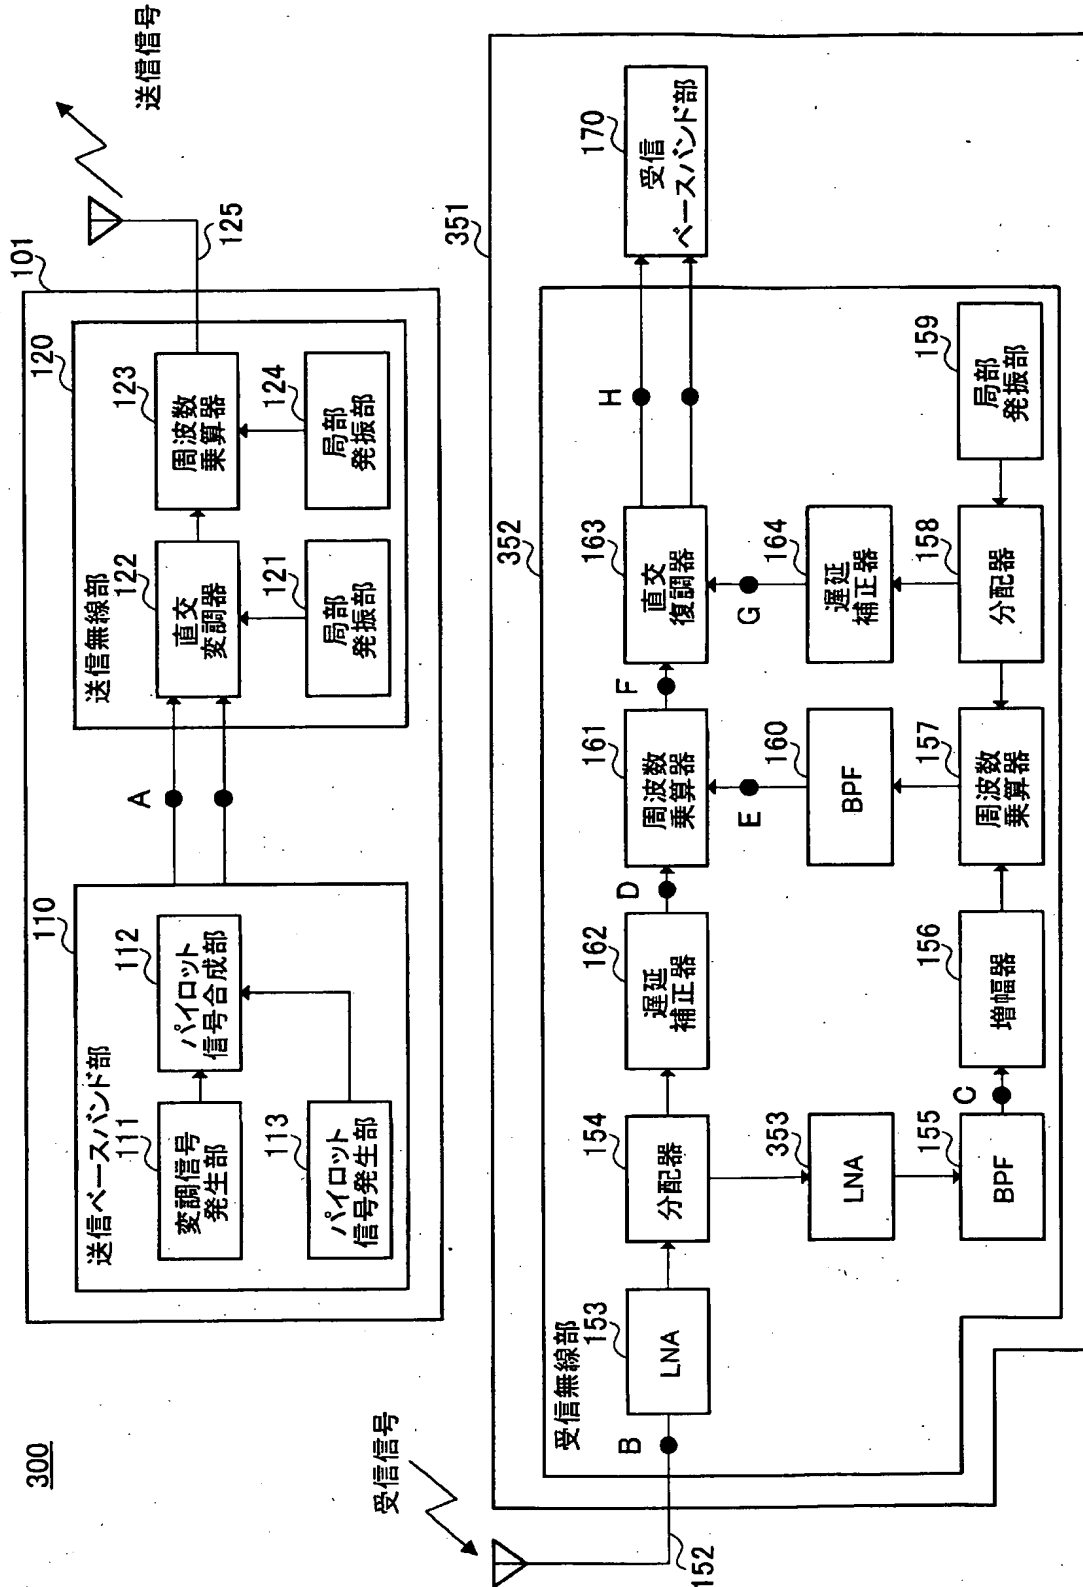 300
101
110
送信ベースバンド部
111
変調信号
発生部
112
パイロット
信号合成部
113
パイロット
信号発生部
A
120
送信無線部
122
直交
変調器
121
局部
発振部
123
周波数
乗算器
124
局部
発振部
125
送信信号
受信信号
152
351
352
受信無線部
B
153
LNA
154
分配器
353
LNA
155
BPF
C
156
増幅器
162
遅延
補正器
D
161
周波数
乗算器
E
160
BPF
157
周波数
乗算器
F
163
直交
復調器
G
164
遅延
補正器
158
分配器
159
局部
発振部
H
170
受信
ベースバンド部